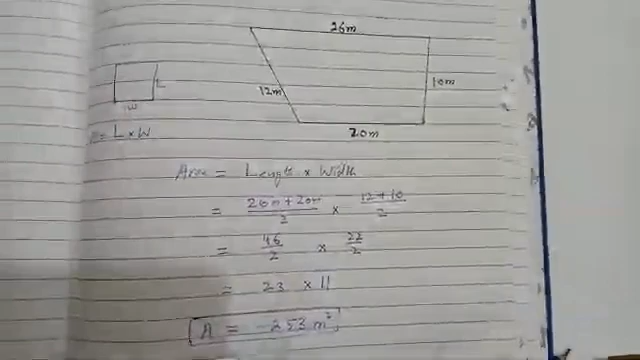 26m
L
12m
10m
w
20m
= L × W
Area = Length × Width
= 26m + 20m / 2 × 12 + 10 / 2
= 46 / 2 × 22 / 2
= 23 × 11
A = 253 m²